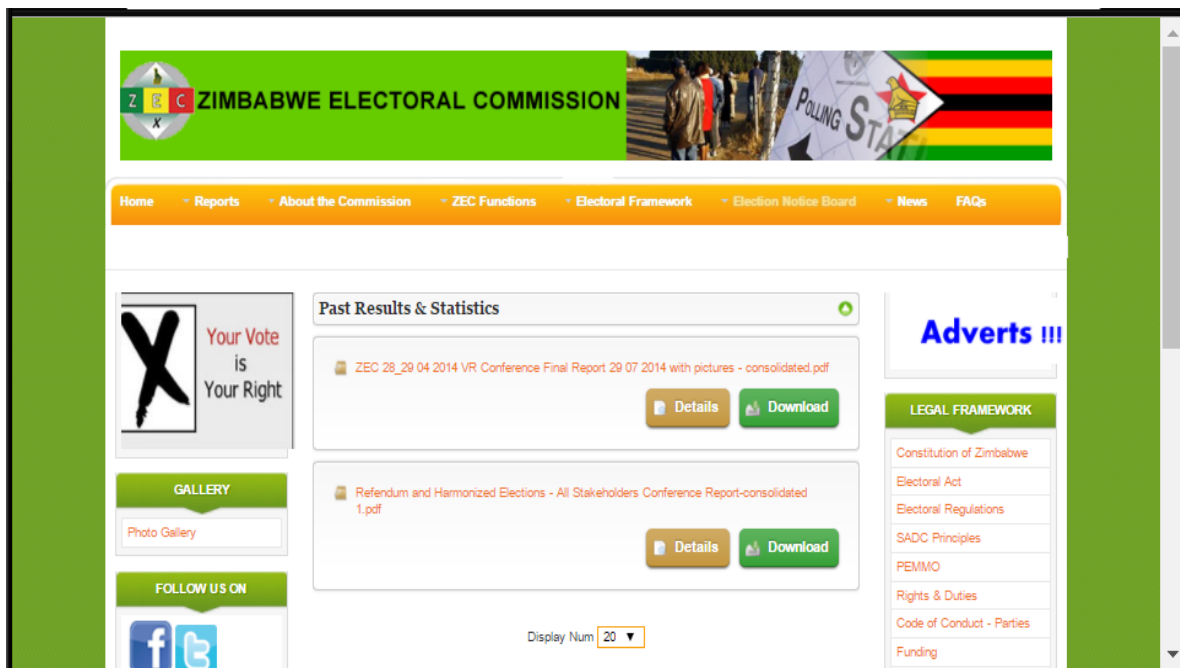 Z E C
X
ZIMBABWE ELECTORAL COMMISSION
POLLING STATI
Home
Reports
About the Commission
ZEC Functions
Electoral Framework
Election Notice Board
News
FAQs
X
Your Vote
is
Your Right
GALLERY
Photo Gallery
FOLLOW US ON
f
t
Past Results & Statistics
ZEC 28_29 04 2014 VR Conference Final Report 29 07 2014 with pictures - consolidated.pdf
Details
Download
Refendum and Harmonized Elections - All Stakeholders Conference Report-consolidated
1.pdf
Details
Download
Display Num 20
Adverts !!!
LEGAL FRAMEWORK
Constitution of Zimbabwe
Electoral Act
Electoral Regulations
SADC Principles
PEMMO
Rights & Duties
Code of Conduct - Parties
Funding